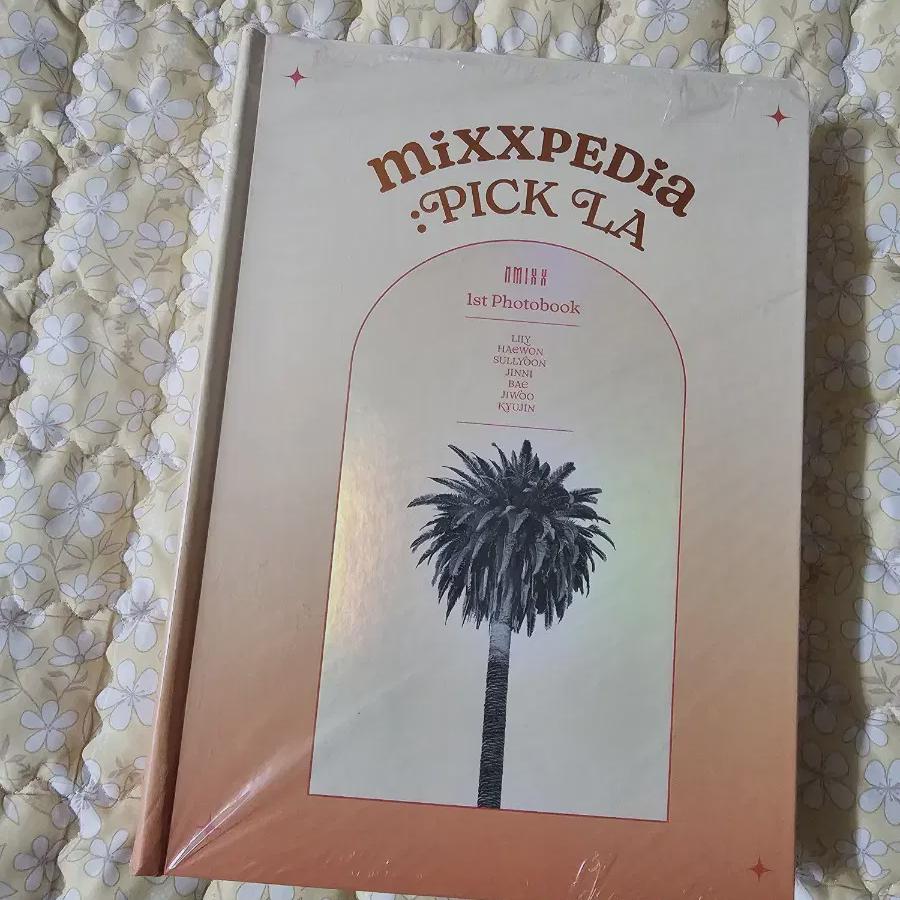 mixxPEDia
:PICK LA
NMIXX
1st Photobook
LILY
HAEWON
SULLYOON
JINNI
BAE
JIWOO
KYUJIN